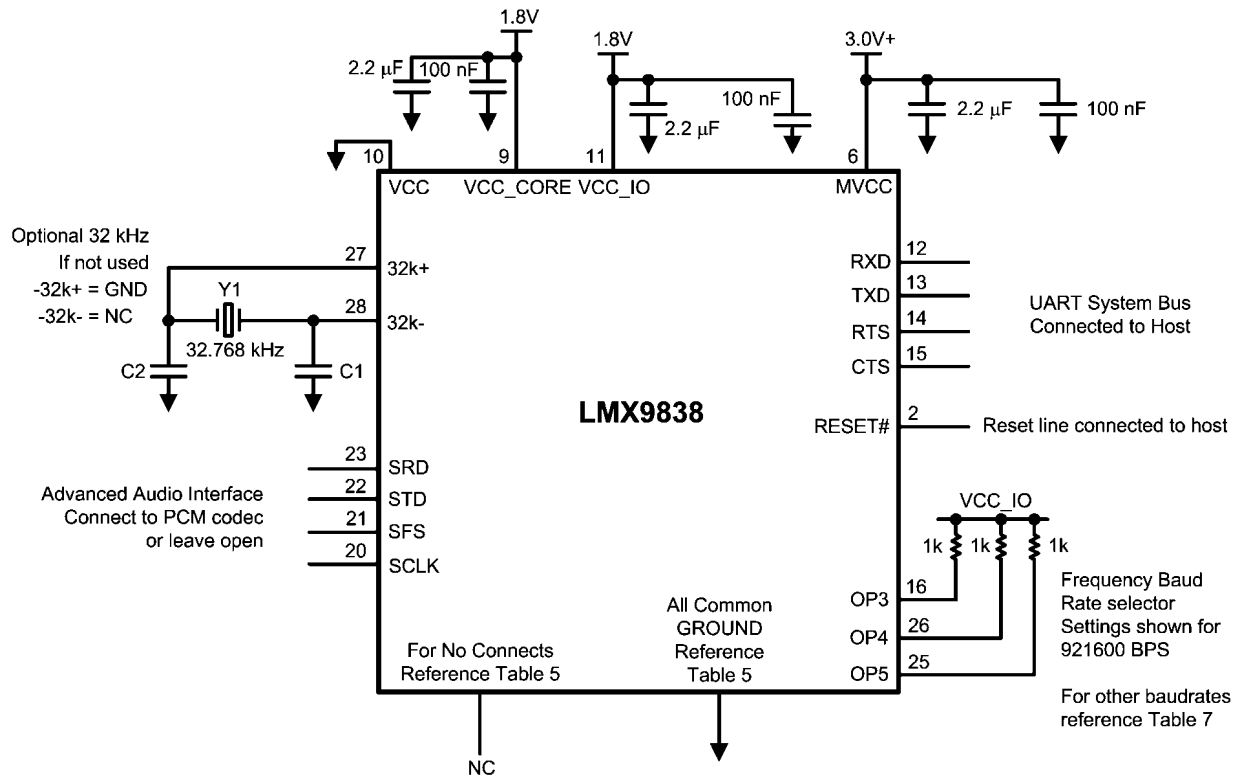 1.8V
1.8V
3.0V+
2.2 µF
100 nF
100 nF
2.2 µF
2.2 µF
100 nF
10
9
11
6
VCC
VCC_CORE
VCC_IO
MVCC
Optional 32 kHz
If not used
-32k+ = GND
-32k- = NC
27
32k+
Y1
28
32k-
32.768 kHz
C2
C1
12
RXD
13
TXD
14
RTS
15
CTS
UART System Bus
Connected to Host
LMX9838
2
RESET#
Reset line connected to host
Advanced Audio Interface
Connect to PCM codec
or leave open
23
SRD
22
STD
21
SFS
20
SCLK
VCC_IO
1k
1k
1k
16
OP3
26
OP4
25
OP5
Frequency Baud
Rate selector
Settings shown for
921600 BPS
For other baudrates
reference Table 7
For No Connects
Reference Table 5
All Common
GROUND
Reference
Table 5
NC